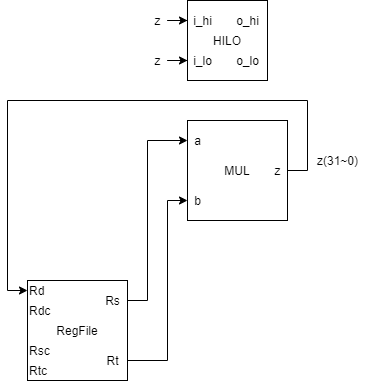 z i_hi o_hi
HILO
z i_lo o_lo
a
z(31~0)
MUL z
b
Rd
Rs
Rdc
RegFile
Rsc
Rt
Rtc